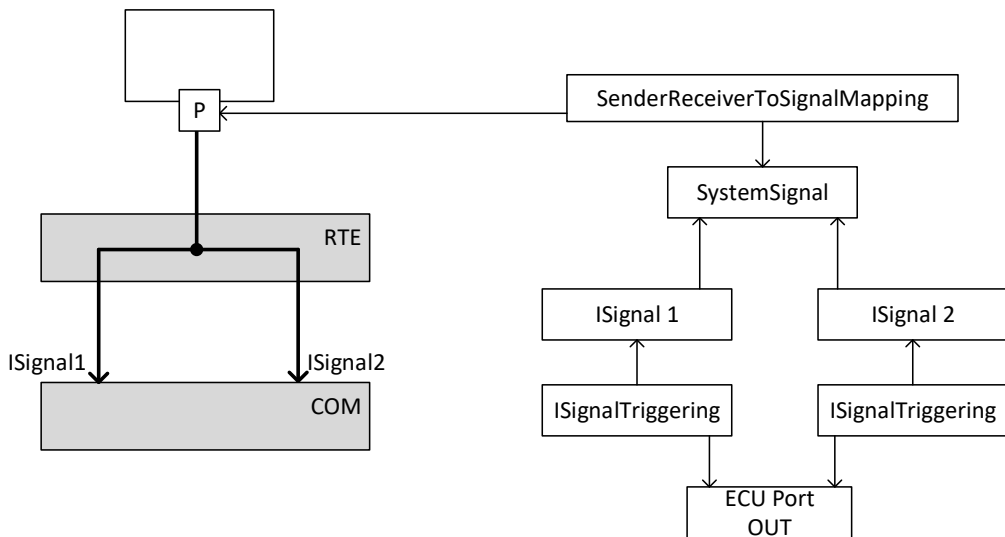 P
SenderReceiverToSignalMapping
SystemSignal
RTE
ISignal 1
ISignal 2
ISignal1
ISignal2
COM
ISignalTriggering
ISignalTriggering
ECU Port
OUT